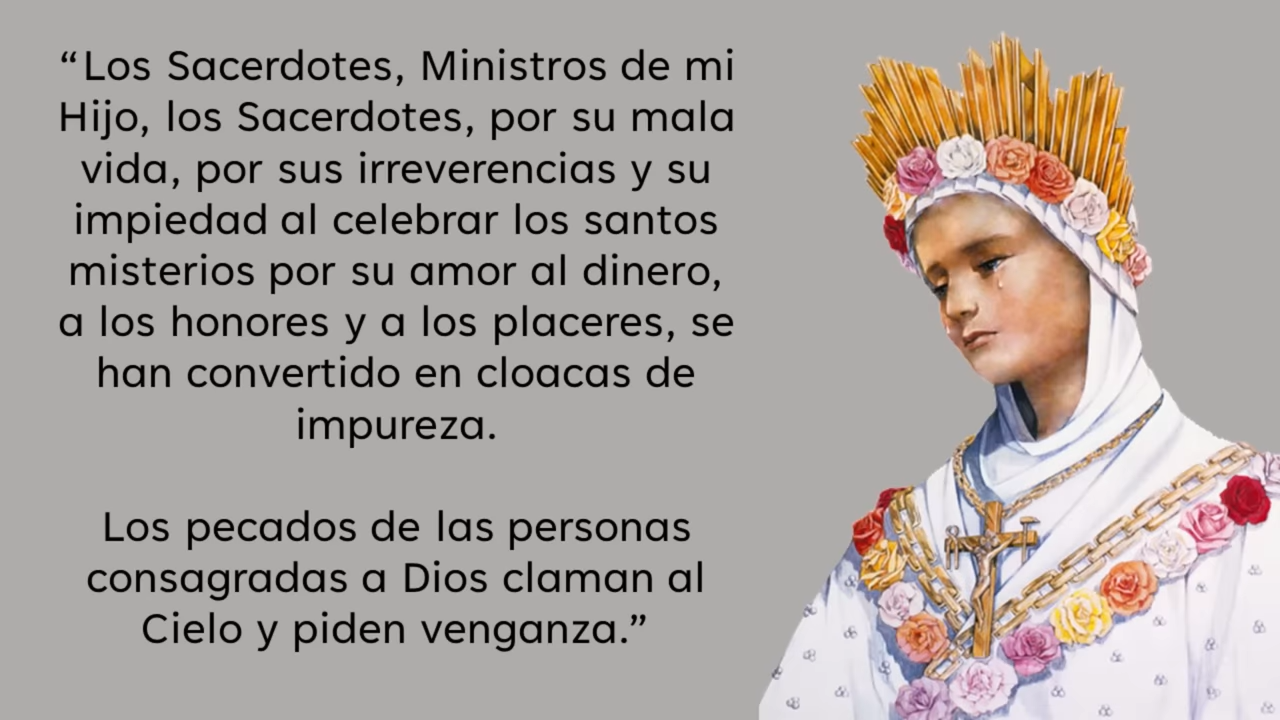 “Los Sacerdotes, Ministros de mi
Hijo, los Sacerdotes, por su mala
vida, por sus irreverencias y su
impiedad al celebrar los santos
misterios por su amor al dinero,
a los honores y a los placeres, se
han convertido en cloacas de
impureza.
Los pecados de las personas
consagradas a Dios claman al
Cielo y piden venganza.”